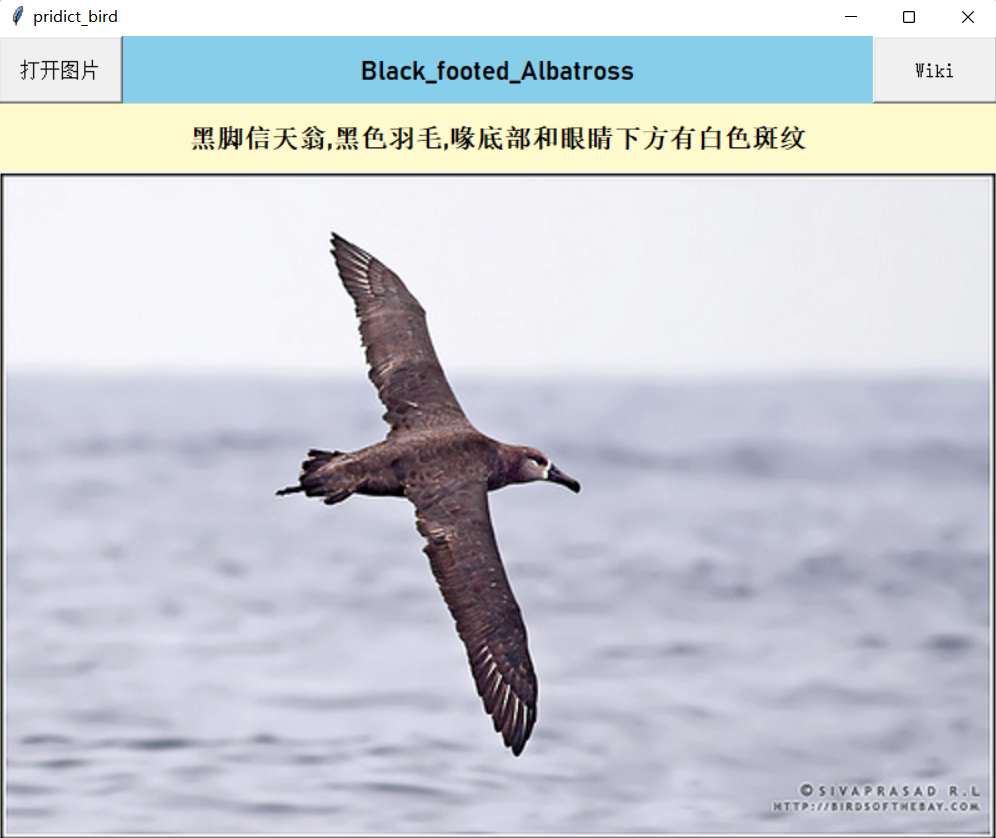 pridict_bird
打开图片
Black_footed_Albatross
Wiki
黑脚信天翁,黑色羽毛,喙底部和眼睛下方有白色斑纹
©SIVAPRASAD R.L
HTTP://BIRDSOFTHEBAY.COM